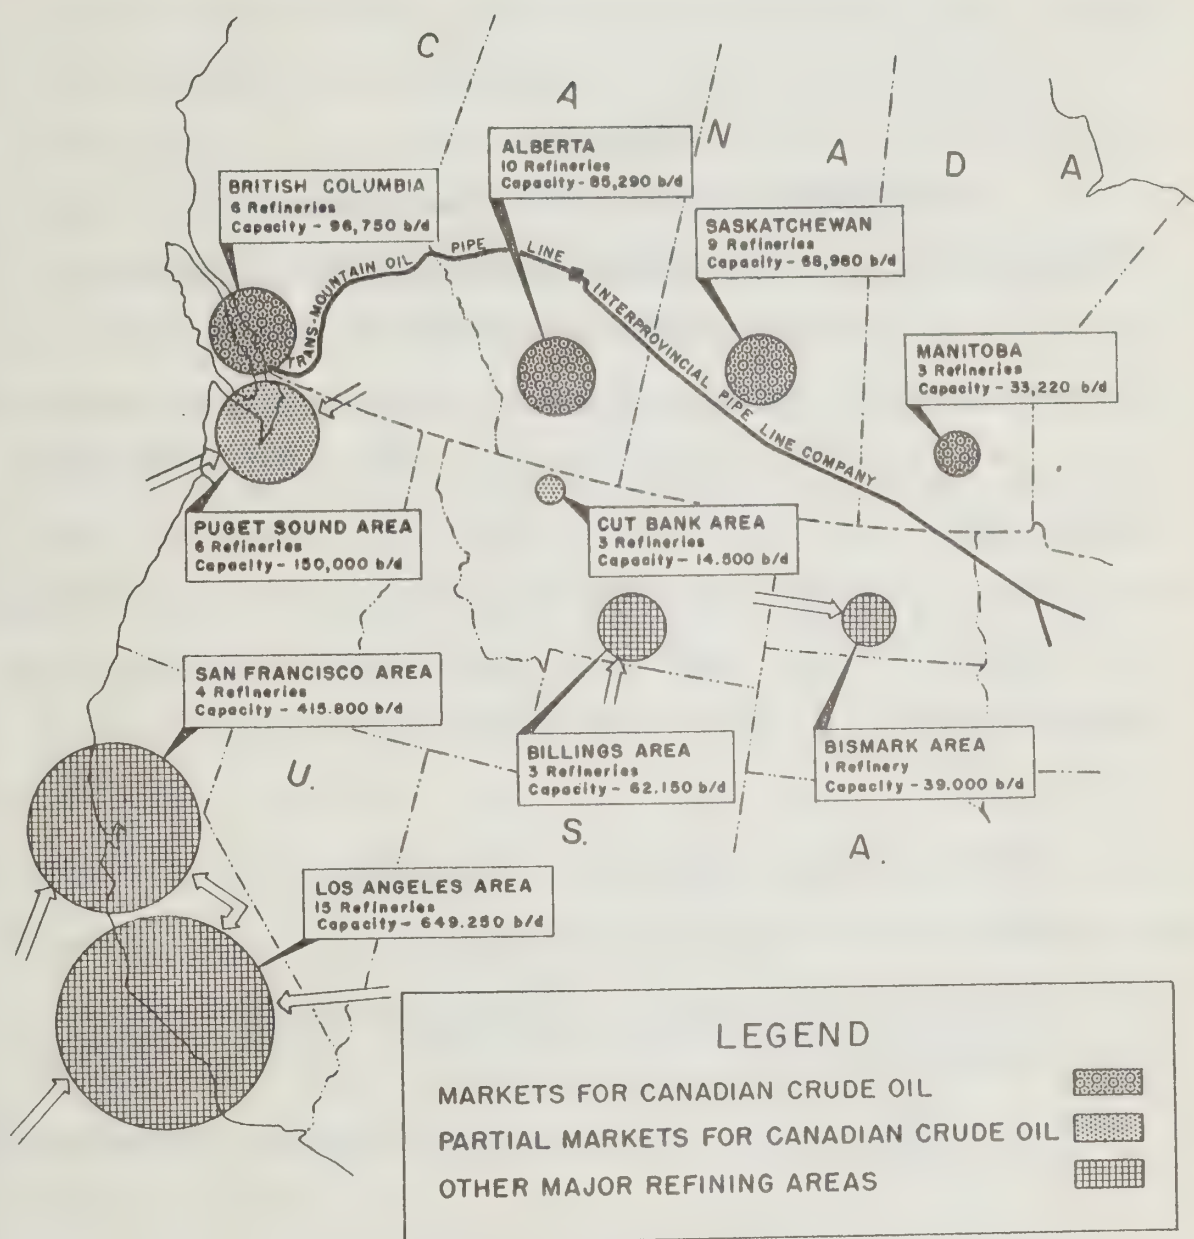 C A N A D A
BRITISH COLUMBIA
6 Refineries
Capacity - 96,750 b/d
ALBERTA
10 Refineries
Capacity - 85,290 b/d
SASKATCHEWAN
9 Refineries
Capacity - 68,960 b/d
MANITOBA
3 Refineries
Capacity - 33,220 b/d
TRANS-MOUNTAIN OIL PIPE LINE
INTERPROVINCIAL PIPE LINE COMPANY
PUGET SOUND AREA
6 Refineries
Capacity - 150,000 b/d
CUT BANK AREA
3 Refineries
Capacity - 14.500 b/d
SAN FRANCISCO AREA
4 Refineries
Capacity - 415.800 b/d
BILLINGS AREA
3 Refineries
Capacity - 62.150 b/d
BISMARK AREA
1 Refinery
Capacity - 39.000 b/d
U. S. A.
LOS ANGELES AREA
15 Refineries
Capacity - 649.250 b/d
LEGEND
MARKETS FOR CANADIAN CRUDE OIL
PARTIAL MARKETS FOR CANADIAN CRUDE OIL
OTHER MAJOR REFINING AREAS